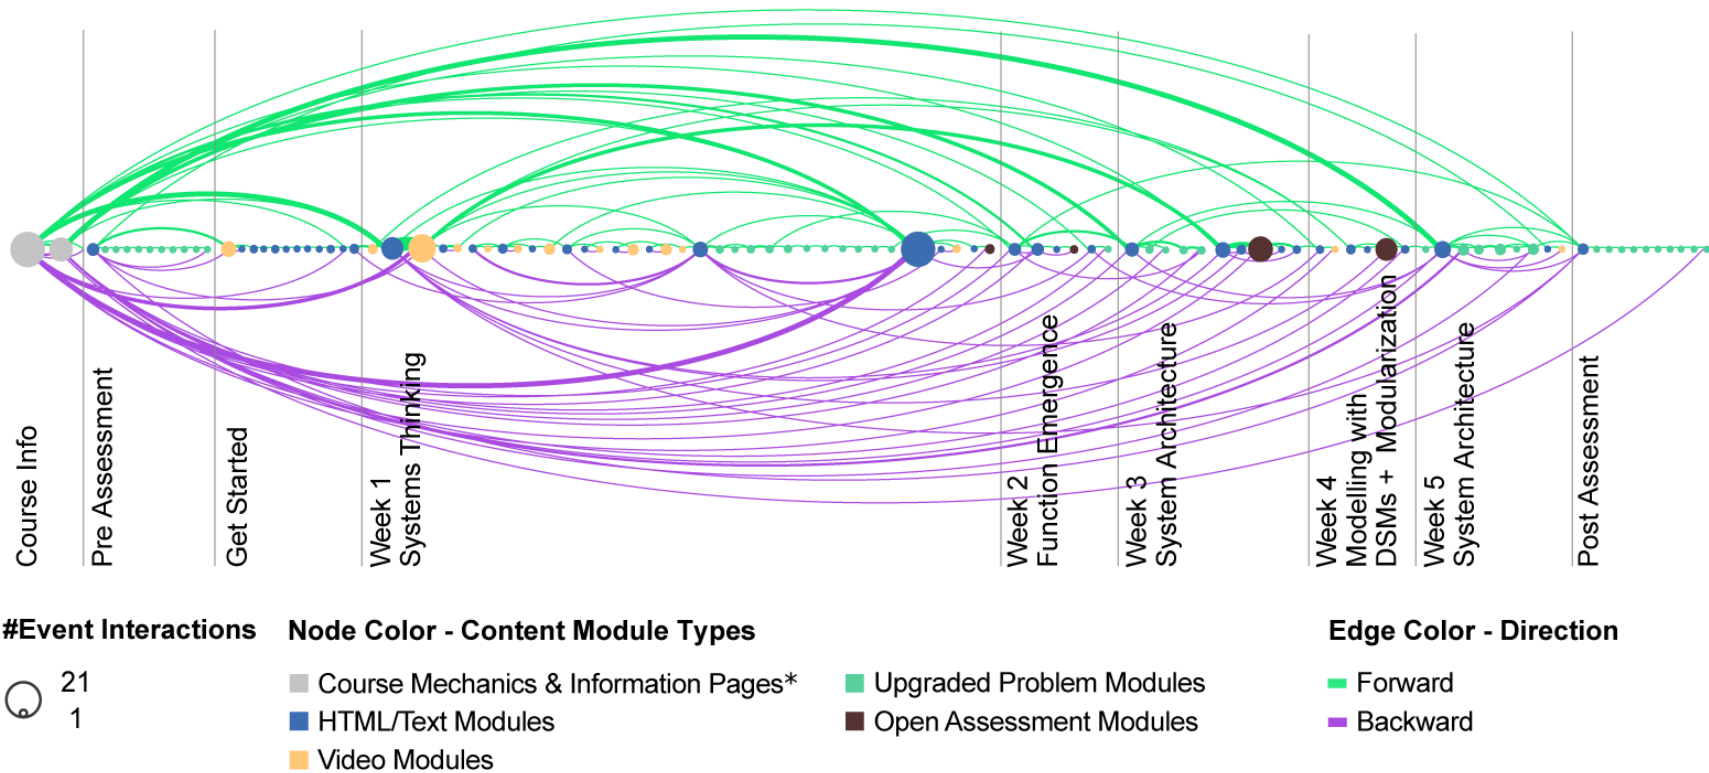 Course Info
Pre Assessment
Get Started
Week 1
Systems Thinking
Week 2
Function Emergence
Week 3
System Architecture
Week 4
Modelling with
DSMs + Modularization
Week 5
System Architecture
Post Assessment
#Event Interactions
21
1
Node Color - Content Module Types
Course Mechanics & Information Pages*
HTML/Text Modules
Video Modules
Upgraded Problem Modules
Open Assessment Modules
Edge Color - Direction
Forward
Backward